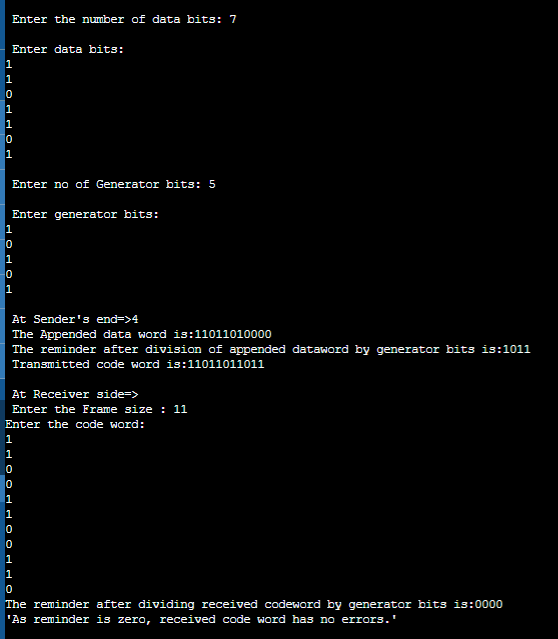 Enter the number of data bits: 7
Enter data bits:
1
1
0
1
1
0
1
Enter no of Generator bits: 5
Enter generator bits:
1
0
1
0
1
At Sender's end=>4
The Appended data word is:11011010000
The reminder after division of appended dataword by generator bits is:1011
Transmitted code word is:11011011011
At Receiver side=>
Enter the Frame size : 11
Enter the code word:
1
1
0
0
1
1
0
0
1
1
0
The reminder after dividing received codeword by generator bits is:0000
'As reminder is zero, received code word has no errors.'